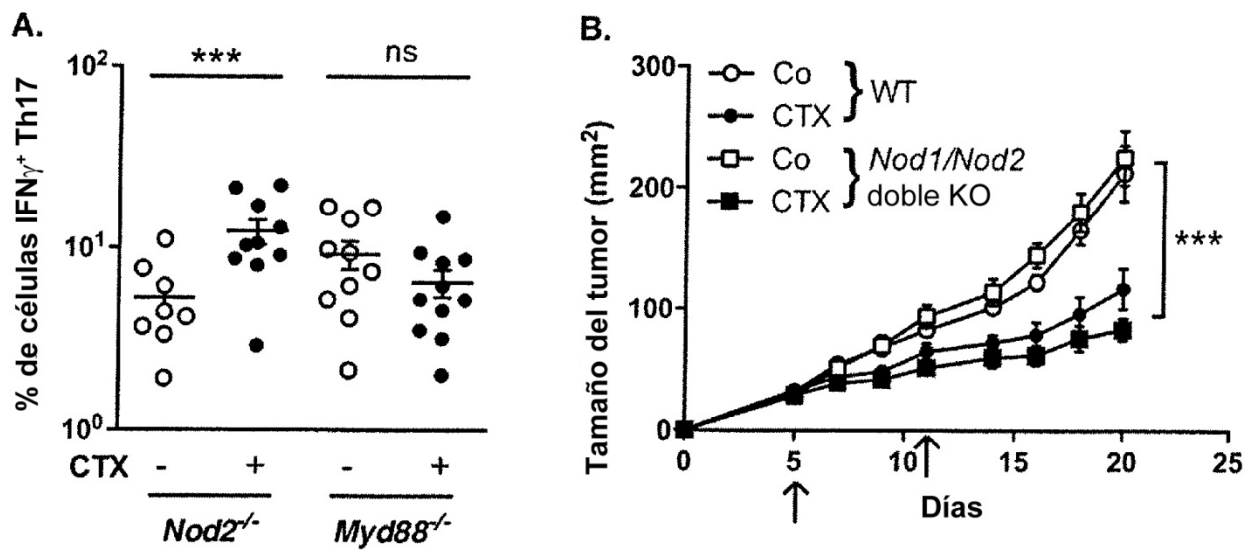 A.
% de células IFNγ⁺ Th17
10²
10¹
10⁰
***
ns
CTX - + - +
Nod2⁻/⁻ Myd88⁻/⁻
B.
Tamaño del tumor (mm²)
300
200
100
0
Co
CTX
} WT
Co
CTX
} Nod1/Nod2
doble KO
***
0 5 10 15 20 25
Días